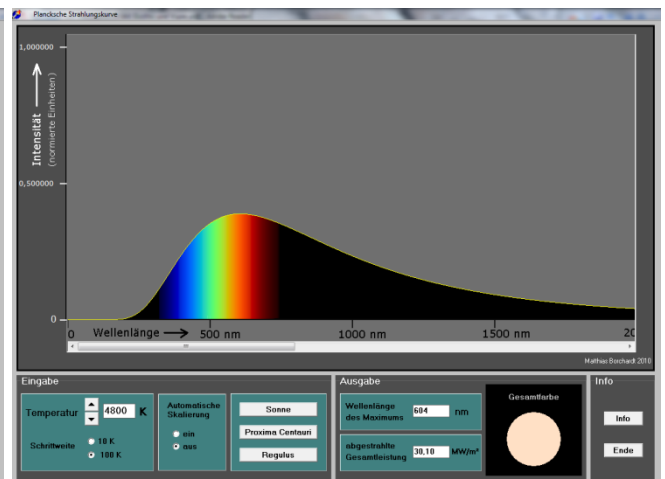 Plancksche Strahlungskurve
1,000000
Intensität
(normierte Einheiten)
0,500000
0
0
Wellenlänge
500 nm
1000 nm
1500 nm
20
Matthias Borchardt 2010
Eingabe
Temperatur
4800
K
Schrittweite
10 K
100 K
Automatische
Skalierung
ein
aus
Sonne
Proxima Centauri
Regulus
Ausgabe
Wellenlänge
des Maximums
604
nm
abgestrahlte
Gesamtleistung
30,10
MW/m²
Gesamtfarbe
Info
Info
Ende